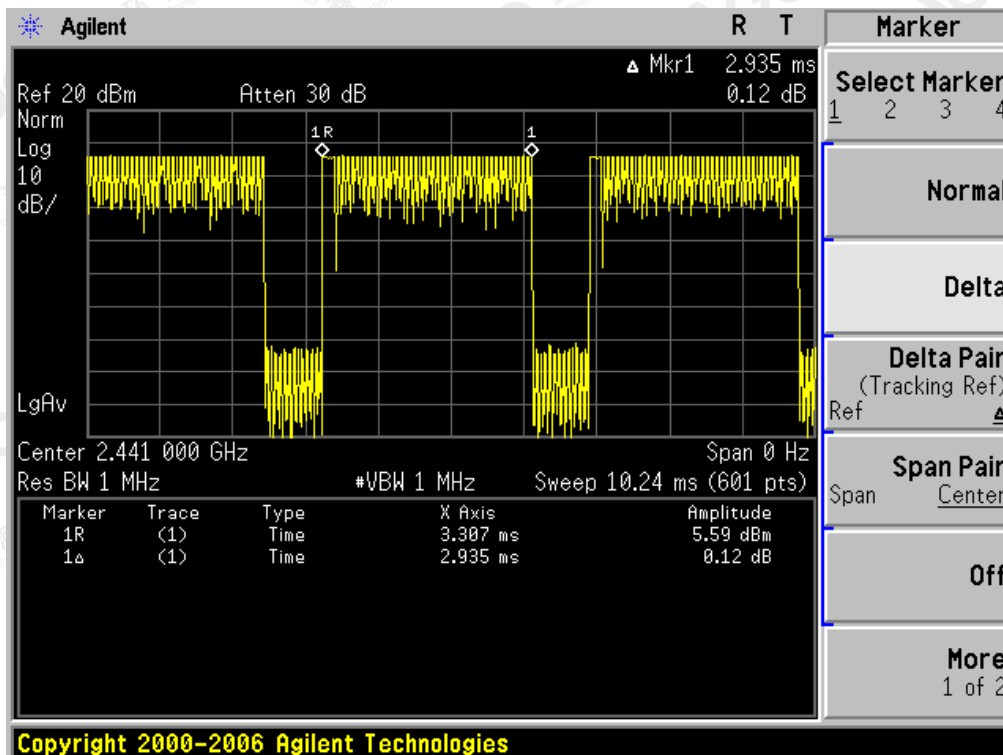 Agilent R T
Marker
Δ Mkr1 2.935 ms
Ref 20 dBm Atten 30 dB 0.12 dB
Norm
Log
10
dB/
1R
1
LgAv
Center 2.441 000 GHz Span 0 Hz
Res BW 1 MHz #VBW 1 MHz Sweep 10.24 ms (601 pts)
Marker Trace Type X Axis Amplitude
1R (1) Time 3.307 ms 5.59 dBm
1Δ (1) Time 2.935 ms 0.12 dB
Select Marker
1 2 3 4
Normal
Delta
Delta Pair
(Tracking Ref)
Ref Δ
Span Pair
Span Center
Off
More
1 of 2
Copyright 2000-2006 Agilent Technologies